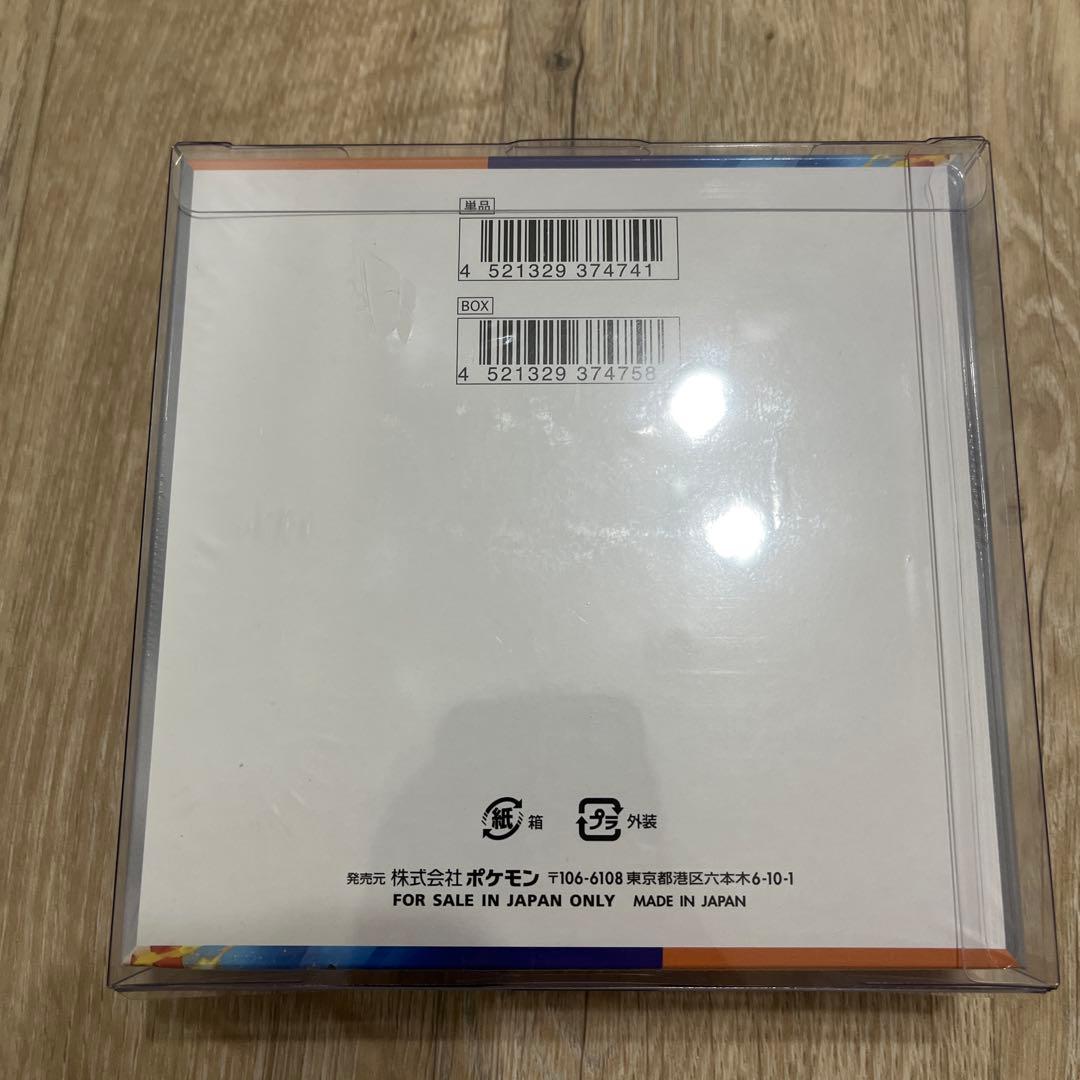 単品
4 521329 374741
BOX
4 521329 374758
紙 箱 プラ 外装
発売元 株式会社 ポケモン 〒106-6108 東京都港区六本木6-10-1
FOR SALE IN JAPAN ONLY MADE IN JAPAN